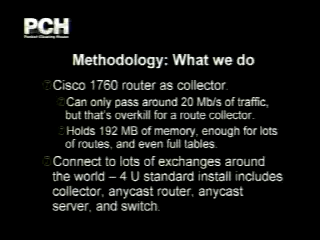 PCH
Packet Clearing House
Methodology: What we do
Cisco 1760 router as collector.
Can only pass around 20 Mb/s of traffic,
but that's overkill for a route collector.
Holds 192 MB of memory, enough for lots
of routes, and even full tables.
Connect to lots of exchanges around
the world – 4 U standard install includes
collector, anycast router, anycast
server, and switch.